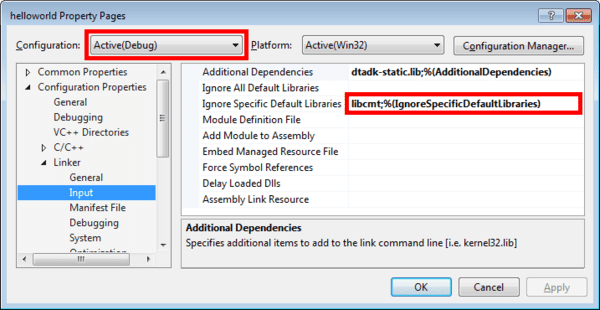 helloworld Property Pages
Configuration: Active(Debug) Platform: Active(Win32) Configuration Manager...
Common Properties
Configuration Properties
General
Debugging
VC++ Directories
C/C++
Linker
General
Input
Manifest File
Debugging
System
Optimization
Additional Dependencies dtadk-static.lib;%(AdditionalDependencies)
Ignore All Default Libraries
Ignore Specific Default Libraries libcmt;%(IgnoreSpecificDefaultLibraries)
Module Definition File
Add Module to Assembly
Embed Managed Resource File
Force Symbol References
Delay Loaded Dlls
Assembly Link Resource
Additional Dependencies
Specifies additional items to add to the link command line [i.e. kernel32.lib]
OK Cancel Apply